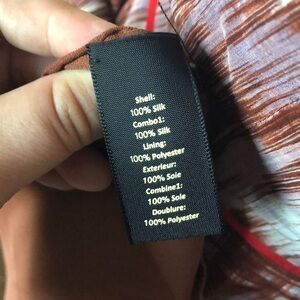 Shell:
100% Silk
Combo1:
100% Silk
Lining:
100% Polyester
Exterieur:
100% Soie
Combine1:
100% Soie
Doublure:
100% Polyester